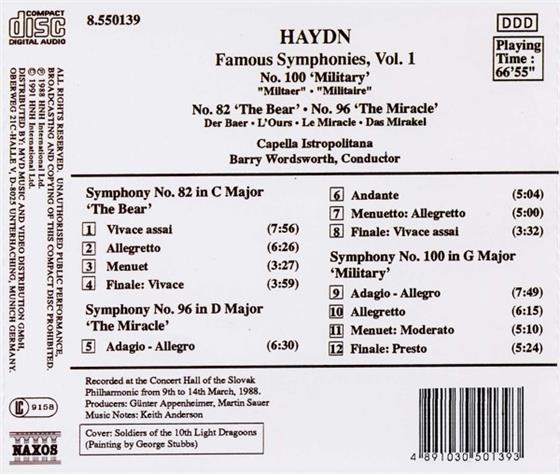 COMPACT
disc
DIGITAL AUDIO
8.550139
DDD
Playing
Time :
66'55"
HAYDN
Famous Symphonies, Vol. 1
No. 100 ‘Military’
"Miltaer" • "Militaire"
No. 82 ‘The Bear’ • No. 96 ‘The Miracle’
Der Baer • L'Ours • Le Miracle • Das Mirakel
Capella Istropolitana
Barry Wordsworth, Conductor
Symphony No. 82 in C Major
‘The Bear’
1 Vivace assai (7:56)
2 Allegretto (6:26)
3 Menuet (3:27)
4 Finale: Vivace (3:59)
Symphony No. 96 in D Major
‘The Miracle’
5 Adagio - Allegro (6:30)
6 Andante (5:04)
7 Menuetto: Allegretto (5:00)
8 Finale: Vivace assai (3:32)
Symphony No. 100 in G Major
‘Military’
9 Adagio - Allegro (7:49)
10 Allegretto (6:15)
11 Menuet: Moderato (5:10)
12 Finale: Presto (5:24)
Recorded at the Concert Hall of the Slovak
Philharmonic from 9th to 14th March, 1988.
Producers: Günter Appenheimer, Martin Sauer
Music Notes: Keith Anderson
Cover: Soldiers of the 10th Light Dragoons
(Painting by George Stubbs)
4 891030 501393
ALL RIGHTS RESERVED. UNAUTHORISED PUBLIC PERFORMANCE,
BROADCASTING AND COPYING OF THIS COMPACT DISC PROHIBITED.
℗ 1988 HNH International Ltd.
© 1991 HNH International Ltd.
DISTRIBUTED BY: MVD MUSIC AND VIDEO DISTRIBUTION GmbH,
OBERWEG 21C-HALLE V, D-8025 UNTERHACHING, MUNICH GERMANY.
LC 9158
NAXOS